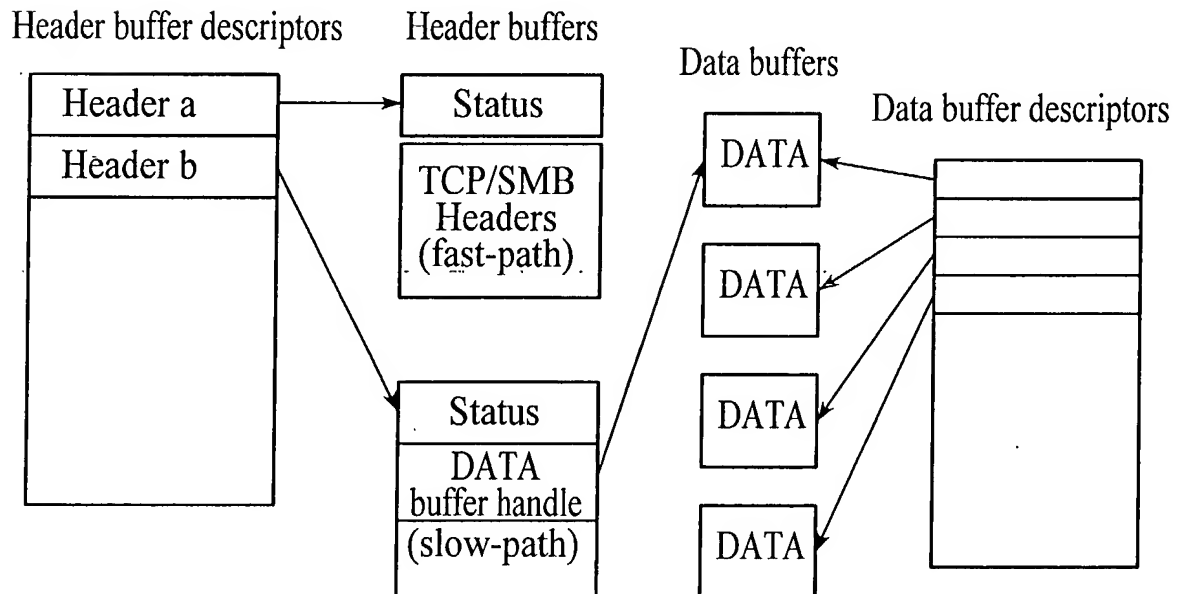 Header buffer descriptors
Header a
Header b
Header buffers
Status
TCP/SMB
Headers
(fast-path)
Status
DATA
buffer handle
(slow-path)
Data buffers
DATA
DATA
DATA
DATA
Data buffer descriptors